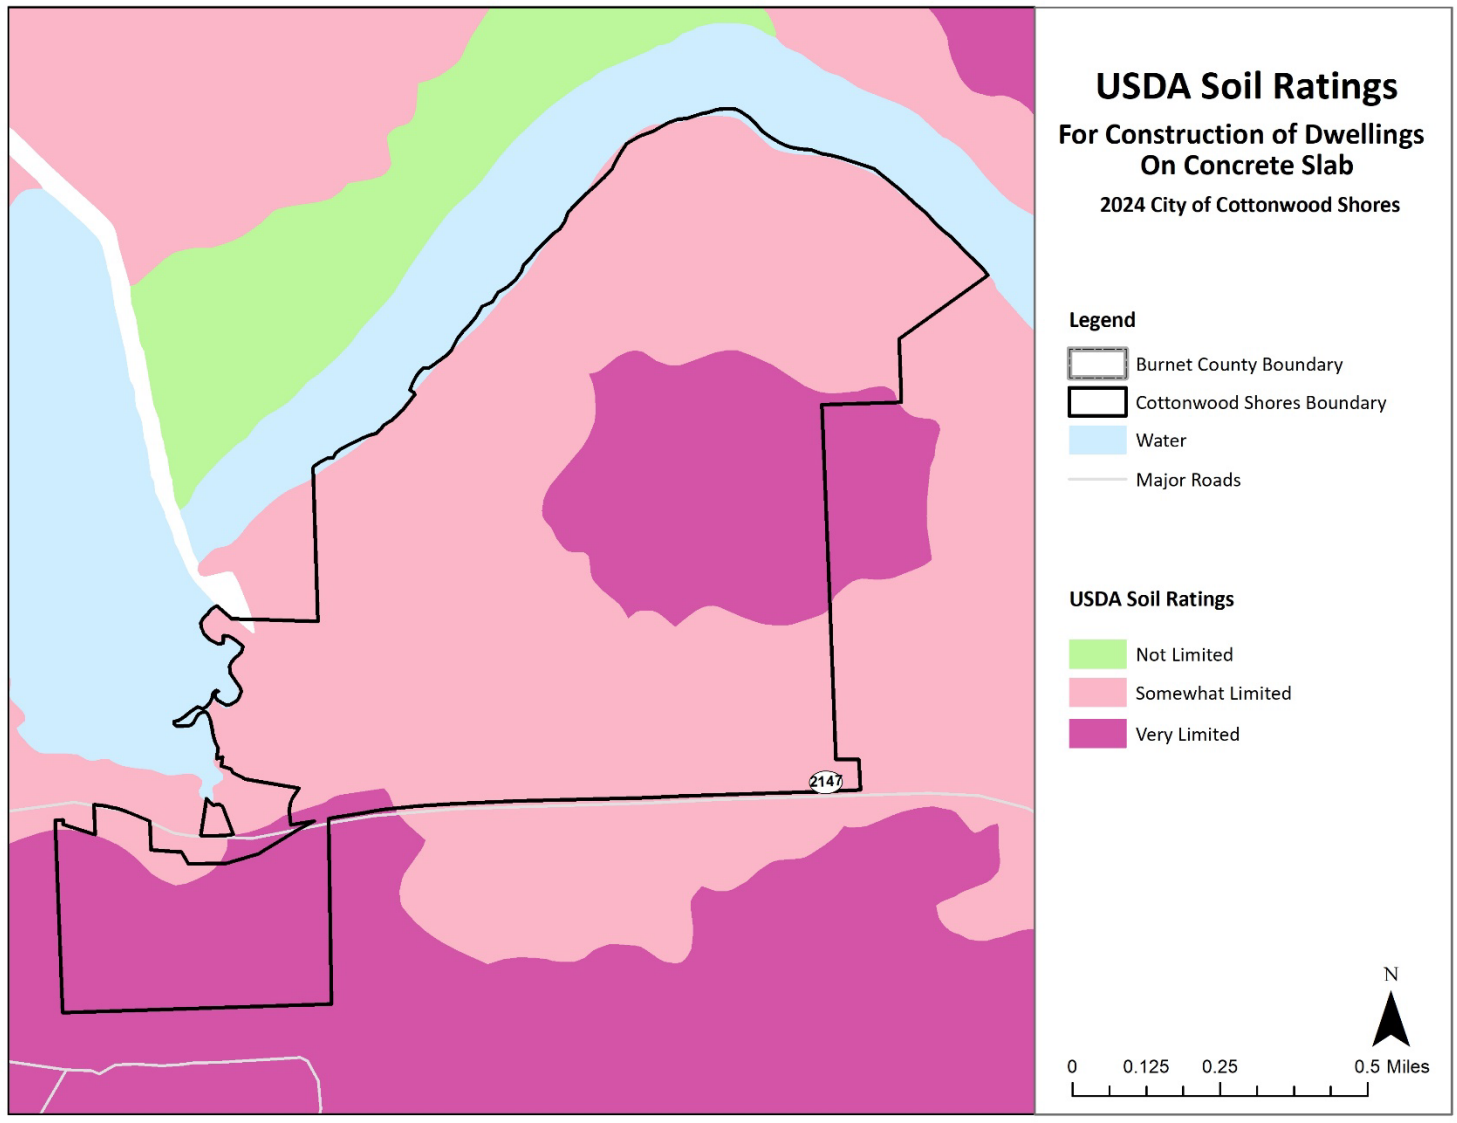 USDA Soil Ratings
For Construction of Dwellings
On Concrete Slab
2024 City of Cottonwood Shores
Legend
Burnet County Boundary
Cottonwood Shores Boundary
Water
Major Roads
USDA Soil Ratings
Not Limited
Somewhat Limited
Very Limited
2147
N
0 0.125 0.25 0.5 Miles